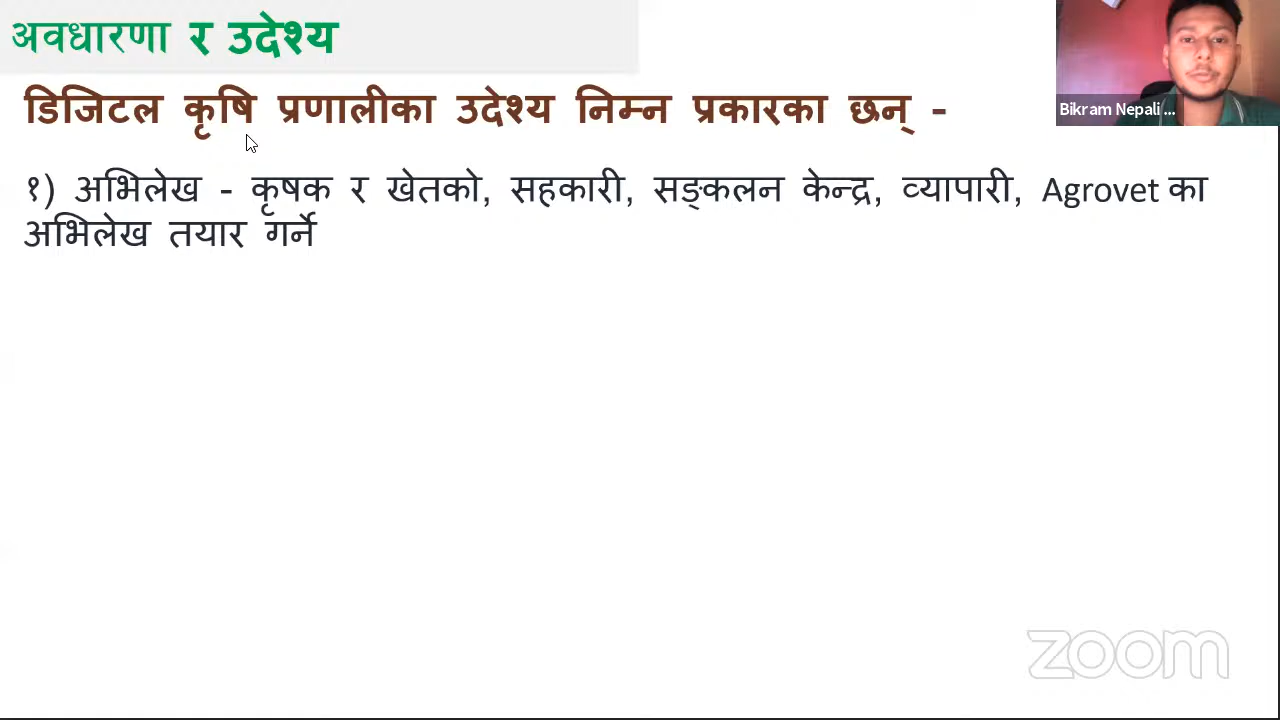 अवधारणा र उदेश्य
Bikram Nepali ...
डिजिटल कृषि प्रणालीका उदेश्य निम्न प्रकारका छन् -
१) अभिलेख - कृषक र खेतको, सहकारी, सङ्कलन केन्द्र, व्यापारी, Agrovet का
अभिलेख तयार गर्ने
zoom